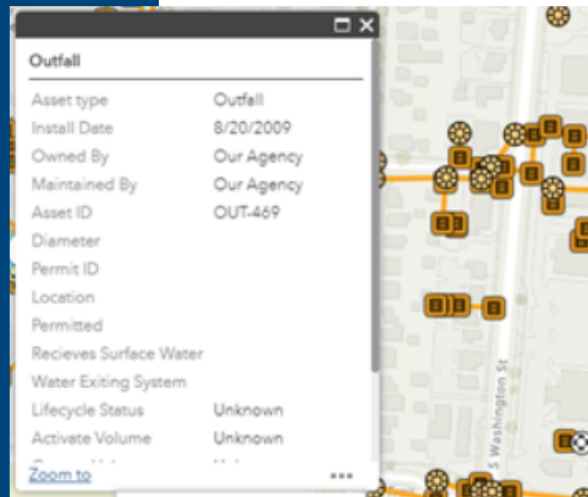 Outfall
Asset type Outfall
Install Date 8/20/2009
Owned By Our Agency
Maintained By Our Agency
Asset ID OUT-469
Diameter
Permit ID
Location
Permitted
Recieves Surface Water
Water Exiting System
Lifecycle Status Unknown
Activate Volume Unknown
Zoom to
S Washington St